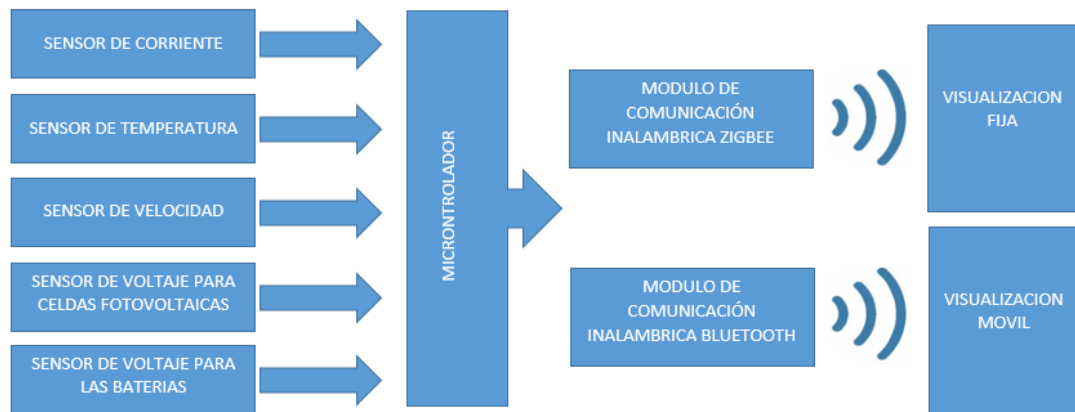 SENSOR DE CORRIENTE
SENSOR DE TEMPERATURA
SENSOR DE VELOCIDAD
SENSOR DE VOLTAJE PARA
CELDAS FOTOVOLTAICAS
SENSOR DE VOLTAJE PARA
LAS BATERIAS
MICRONTROLADOR
MODULO DE
COMUNICACIÓN
INALAMBRICA ZIGBEE
MODULO DE
COMUNICACIÓN
INALAMBRICA BLUETOOTH
VISUALIZACION
FIJA
VISUALIZACION
MOVIL